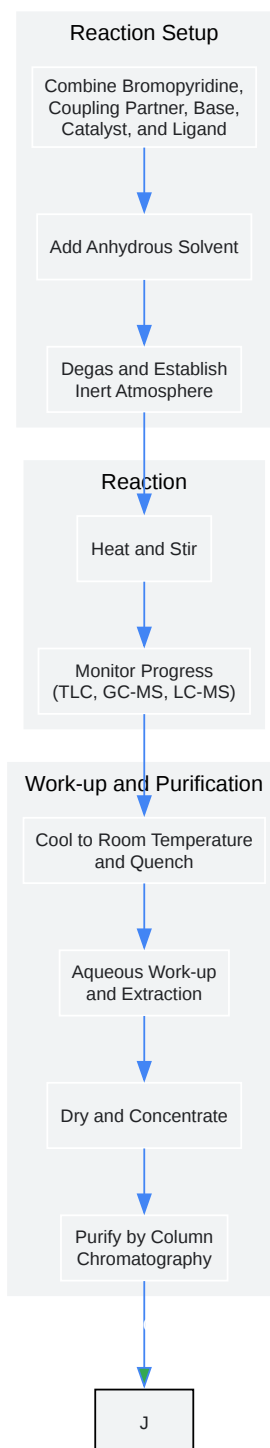 Reaction Setup
Combine Bromopyridine,
Coupling Partner, Base,
Catalyst, and Ligand
Add Anhydrous Solvent
Degas and Establish
Inert Atmosphere
Reaction
Heat and Stir
Monitor Progress
(TLC, GC-MS, LC-MS)
Work-up and Purification
Cool to Room Temperature
and Quench
Aqueous Work-up
and Extraction
Dry and Concentrate
Purify by Column
Chromatography
J